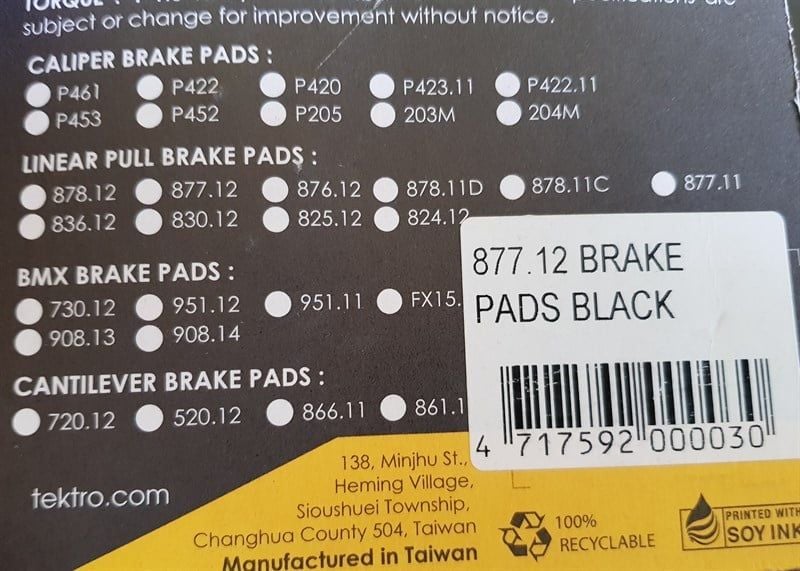 subject or change for improvement without notice.
CALIPER BRAKE PADS :
P461 P422 P420 P423.11 P422.11
P453 P452 P205 203M 204M
LINEAR PULL BRAKE PADS :
878.12 877.12 876.12 878.11D 878.11C 877.11
836.12 830.12 825.12 824.12
BMX BRAKE PADS :
730.12 951.12 951.11 FX15.
908.13 908.14
CANTILEVER BRAKE PADS :
720.12 520.12 866.11 861.1
877.12 BRAKE
PADS BLACK
4 717592 000030
tektro.com
138, Minjhu St.,
Heming Village,
Sioushuei Township,
Changhua County 504, Taiwan
Manufactured in Taiwan
100%
RECYCLABLE
PRINTED WITH
SOY INK